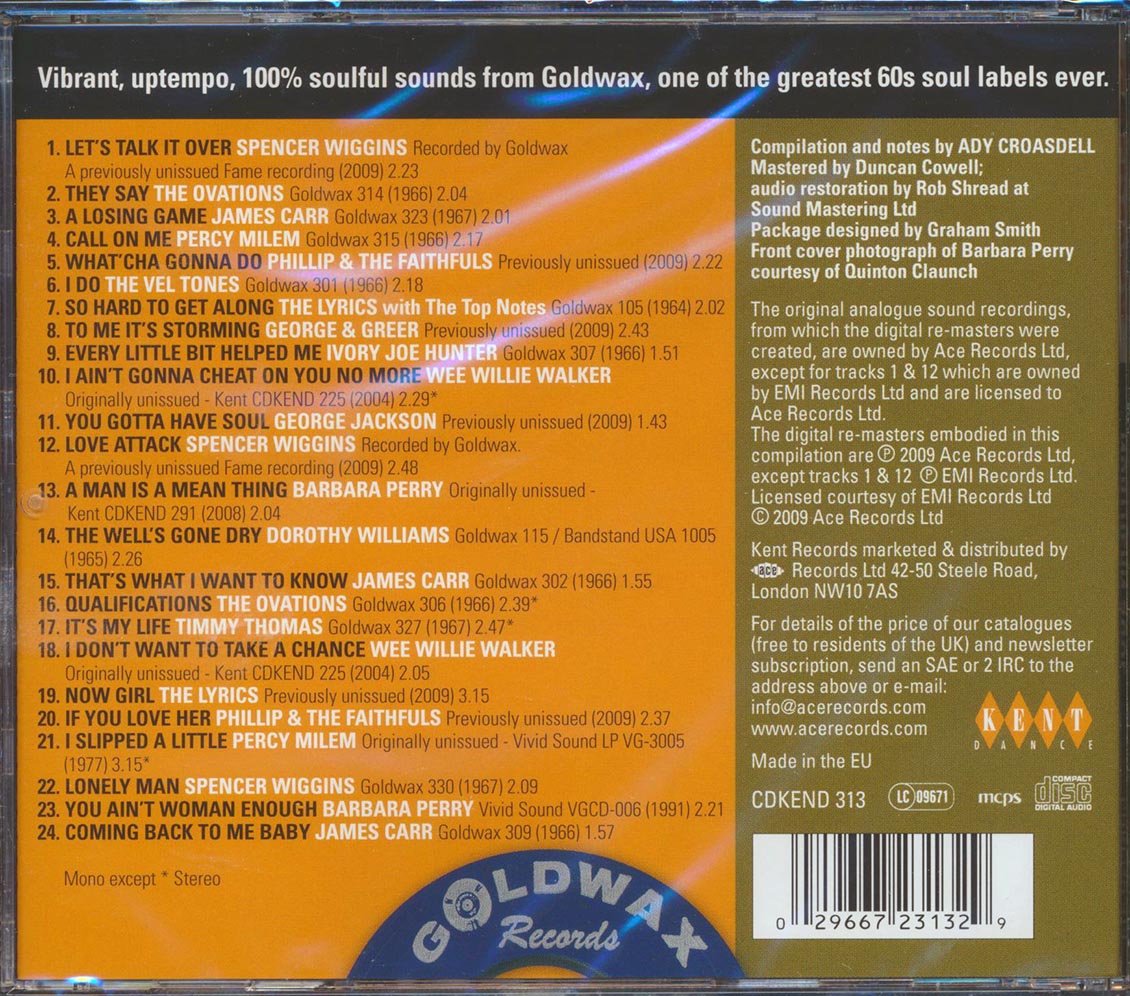 Vibrant, uptempo, 100% soulful sounds from Goldwax, one of the greatest 60s soul labels ever.
1. LET'S TALK IT OVER SPENCER WIGGINS Recorded by Goldwax
A previously unissued Fame recording (2009) 2.23
2. THEY SAY THE OVATIONS Goldwax 314 (1966) 2.04
3. A LOSING GAME JAMES CARR Goldwax 323 (1967) 2.01
4. CALL ON ME PERCY MILEM Goldwax 315 (1966) 2.17
5. WHAT'CHA GONNA DO PHILLIP & THE FAITHFULS Previously unissued (2009) 2.22
6. I DO THE VEL TONES Goldwax 301 (1966) 2.18
7. SO HARD TO GET ALONG THE LYRICS with The Top Notes Goldwax 105 (1964) 2.02
8. TO ME IT'S STORMING GEORGE & GREER Previously unissued (2009) 2.43
9. EVERY LITTLE BIT HELPED ME IVORY JOE HUNTER Goldwax 307 (1966) 1.51
10. I AIN'T GONNA CHEAT ON YOU NO MORE WEE WILLIE WALKER
Originally unissued - Kent CDKEND 225 (2004) 2.29*
11. YOU GOTTA HAVE SOUL GEORGE JACKSON Previously unissued (2009) 1.43
12. LOVE ATTACK SPENCER WIGGINS Recorded by Goldwax.
A previously unissued Fame recording (2009) 2.48
13. A MAN IS A MEAN THING BARBARA PERRY Originally unissued -
Kent CDKEND 291 (2008) 2.04
14. THE WELL'S GONE DRY DOROTHY WILLIAMS Goldwax 115 / Bandstand USA 1005
(1965) 2.26
15. THAT'S WHAT I WANT TO KNOW JAMES CARR Goldwax 302 (1966) 1.55
16. QUALIFICATIONS THE OVATIONS Goldwax 306 (1966) 2.39*
17. IT'S MY LIFE TIMMY THOMAS Goldwax 327 (1967) 2.47*
18. I DON'T WANT TO TAKE A CHANCE WEE WILLIE WALKER
Originally unissued - Kent CDKEND 225 (2004) 2.05
19. NOW GIRL THE LYRICS Previously unissued (2009) 3.15
20. IF YOU LOVE HER PHILLIP & THE FAITHFULS Previously unissued (2009) 2.37
21. I SLIPPED A LITTLE PERCY MILEM Originally unissued - Vivid Sound LP VG-3005
(1977) 3.15*
22. LONELY MAN SPENCER WIGGINS Goldwax 330 (1967) 2.09
23. YOU AIN'T WOMAN ENOUGH BARBARA PERRY Vivid Sound VGCD-006 (1991) 2.21
24. COMING BACK TO ME BABY JAMES CARR Goldwax 309 (1966) 1.57
Mono except * Stereo
GOLDWAX
Records
Compilation and notes by ADY CROASDELL
Mastered by Duncan Cowell;
audio restoration by Rob Shread at
Sound Mastering Ltd
Package designed by Graham Smith
Front cover photograph of Barbara Perry
courtesy of Quinton Claunch
The original analogue sound recordings,
from which the digital re-masters were
created, are owned by Ace Records Ltd,
except for tracks 1 & 12 which are owned
by EMI Records Ltd and are licensed to
Ace Records Ltd.
The digital re-masters embodied in this
compilation are ℗ 2009 Ace Records Ltd,
except tracks 1 & 12 ℗ EMI Records Ltd.
Licensed courtesy of EMI Records Ltd
© 2009 Ace Records Ltd
Kent Records marketed & distributed by
ace Records Ltd 42-50 Steele Road,
London NW10 7AS
For details of the price of our catalogues
(free to residents of the UK) and newsletter
subscription, send an SAE or 2 IRC to the
address above or e-mail:
info@acerecords.com
www.acerecords.com
KENT
DANCE
Made in the EU
CDKEND 313
LC 09671
mcps
COMPACT
disc
DIGITAL AUDIO
0 29667 23132 9